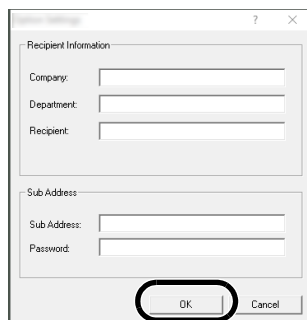 ?
Recipient Information
Company:
Department:
Recipient:
Sub Address
Sub Address:
Password:
OK Cancel